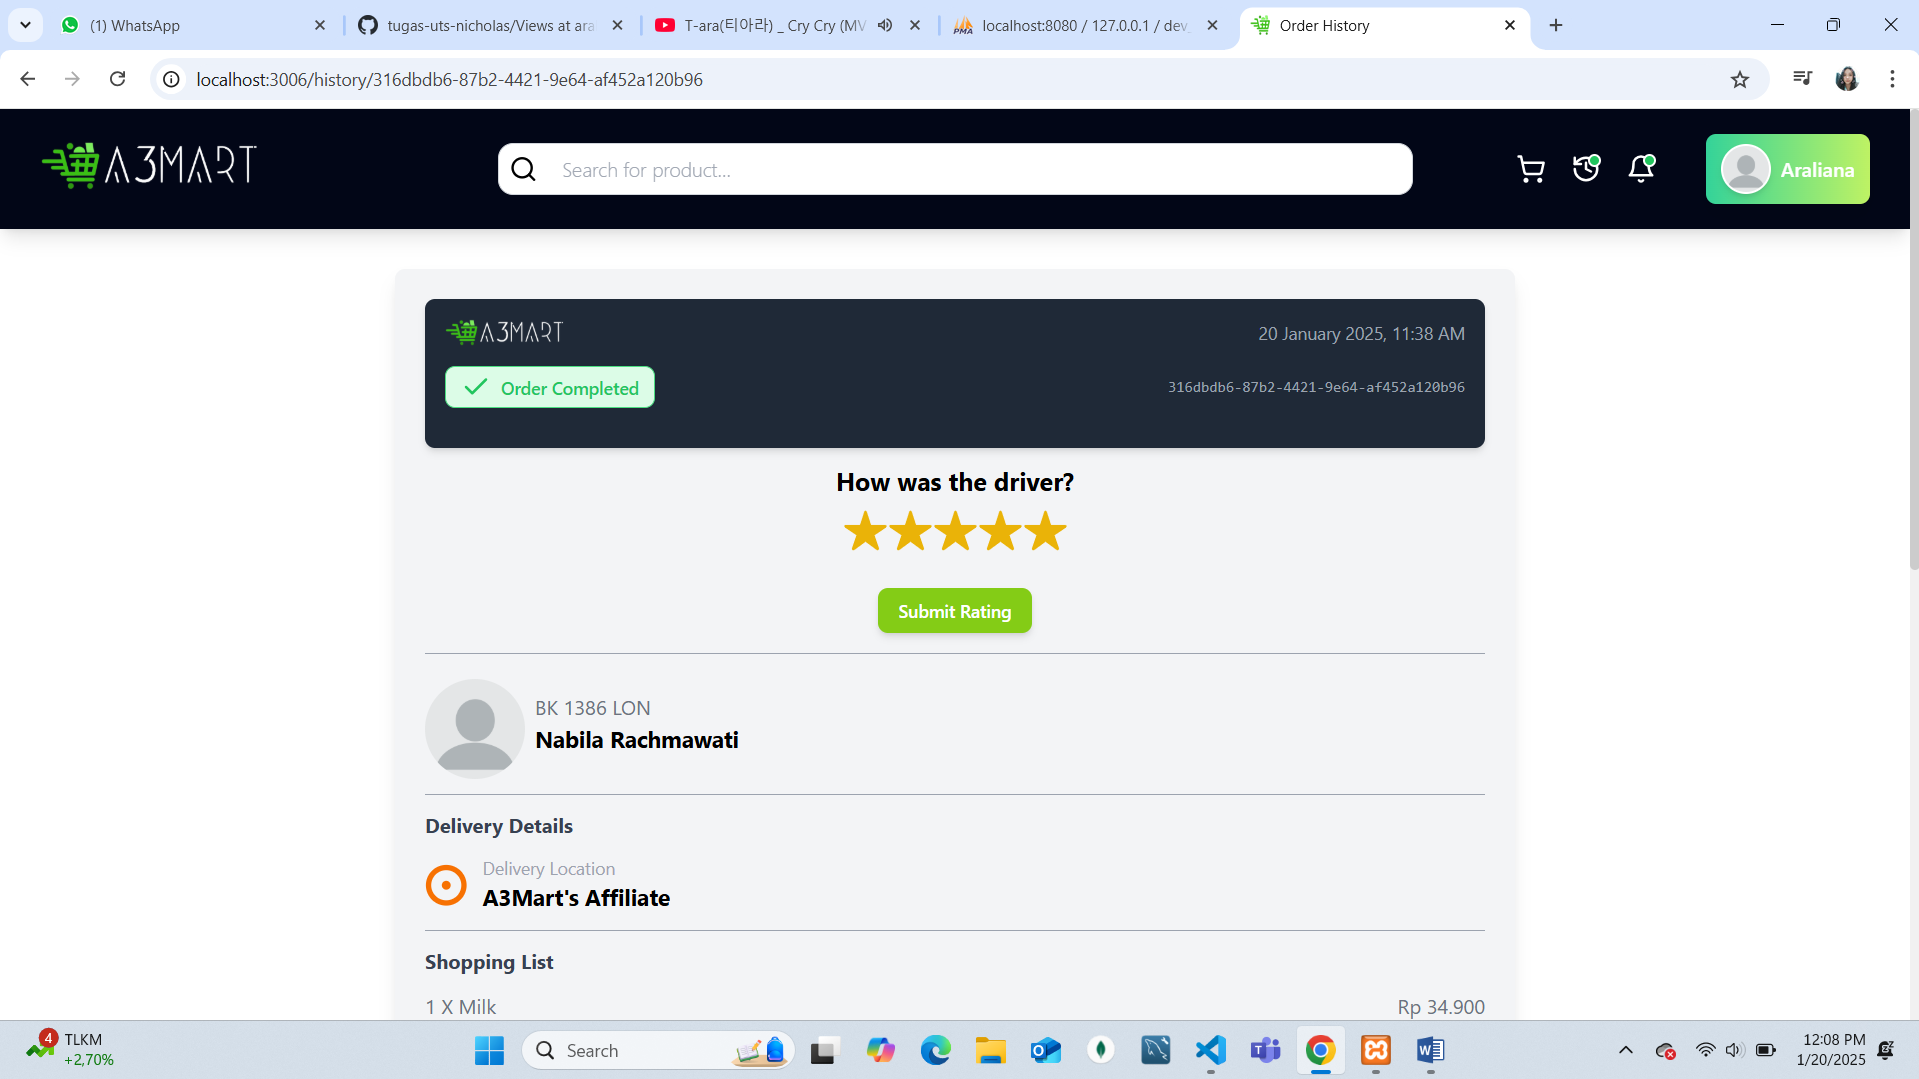 (1) WhatsApp
tugas-uts-nicholas/Views at ara
T-ara(티아라) _ Cry Cry (MV
localhost:8080 / 127.0.0.1 / dev_
Order History
localhost:3006/history/316dbdb6-87b2-4421-9e64-af452a120b96
A3MART
Search for product...
Araliana
A3MART
20 January 2025, 11:38 AM
Order Completed
316dbdb6-87b2-4421-9e64-af452a120b96
How was the driver?
Submit Rating
BK 1386 LON
Nabila Rachmawati
Delivery Details
Delivery Location
A3Mart's Affiliate
Shopping List
1 X Milk
Rp 34.900
4
TLKM
+2,70%
Search
12:08 PM
1/20/2025